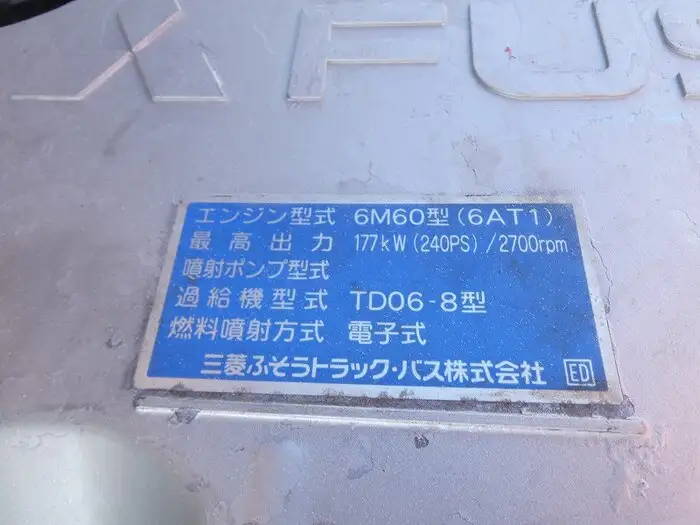 FUS
エンジン型式 6M60型(6AT1)
最高出力 177kW(240PS)/2700rpm
噴射ポンプ型式
過給機型式 TD06-8型
燃料噴射方式 電子式
三菱ふそうトラック・バス株式会社 ED